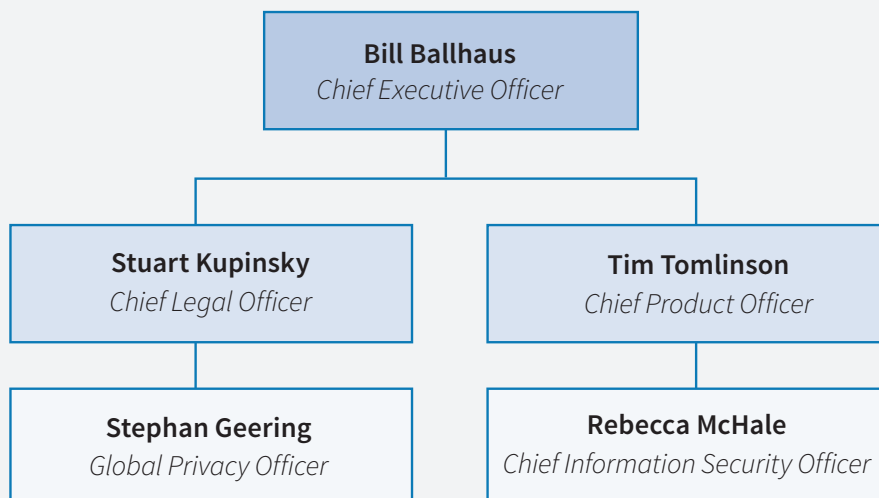 Bill Ballhaus
Chief Executive Officer
Stuart Kupinsky
Chief Legal Officer
Tim Tomlinson
Chief Product Officer
Stephan Geering
Global Privacy Officer
Rebecca McHale
Chief Information Security Officer